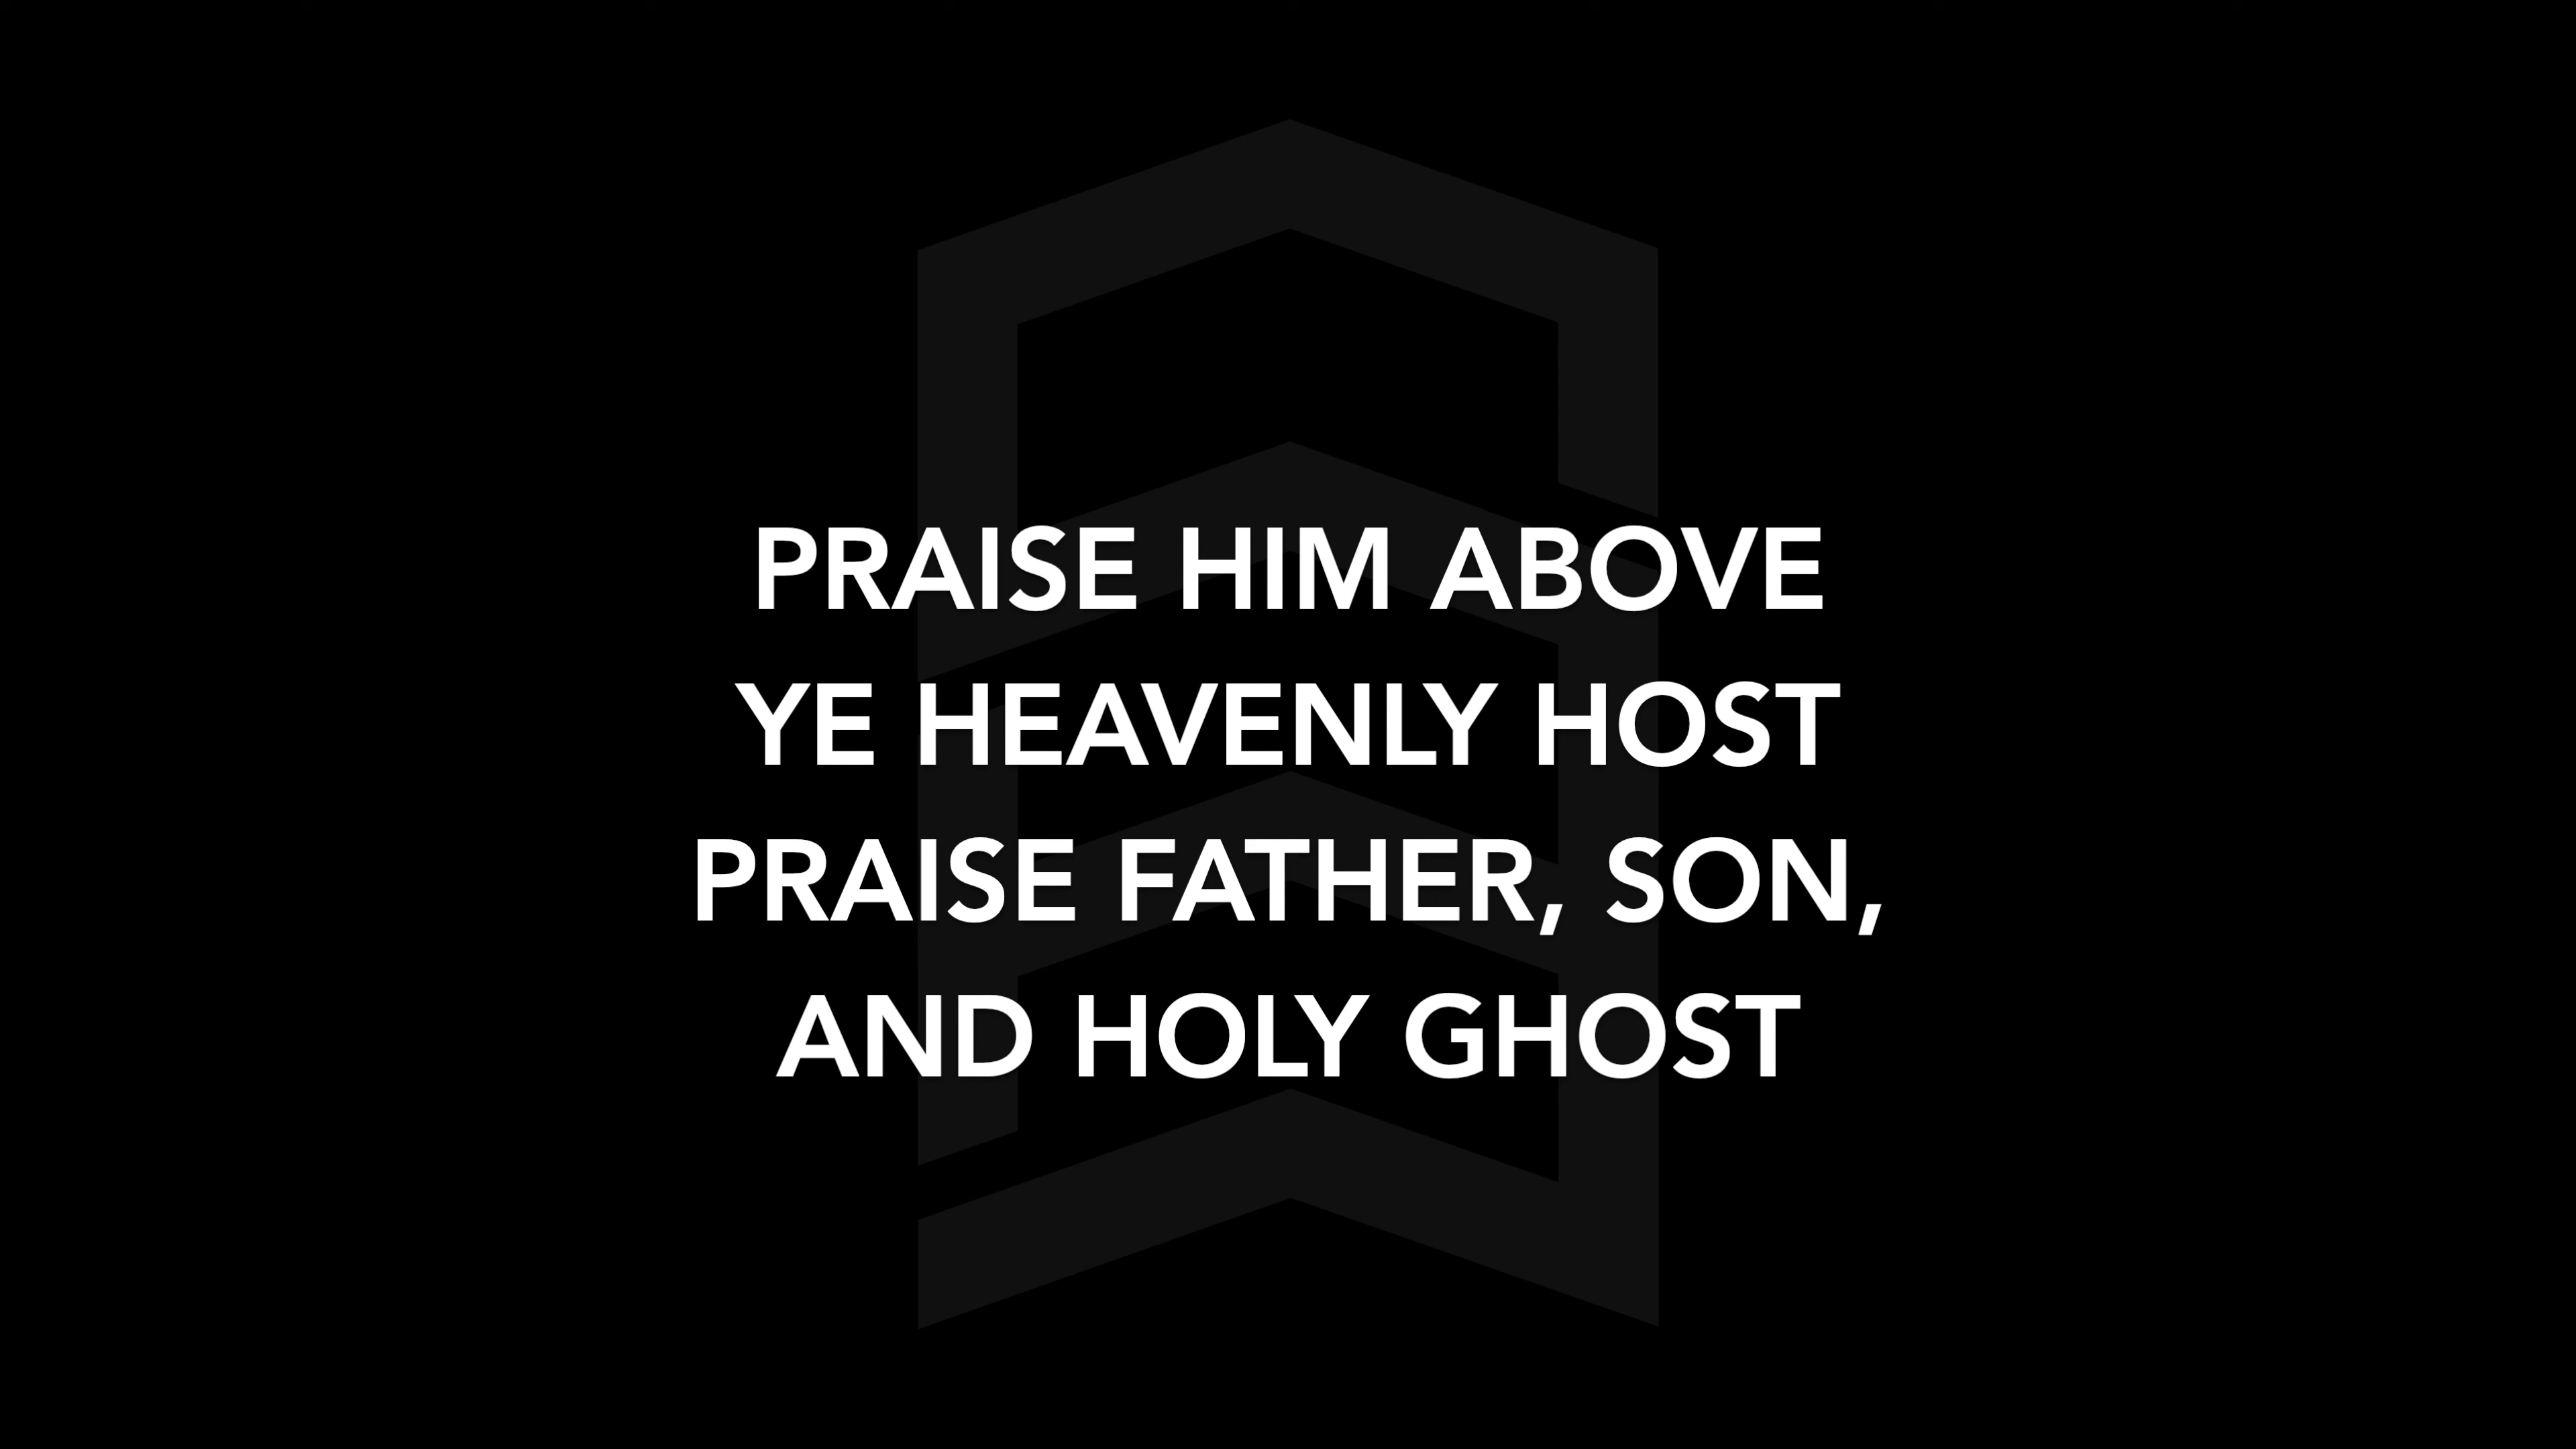 PRAISE HIM ABOVE
YE HEAVENLY HOST
PRAISE FATHER, SON,
AND HOLY GHOST